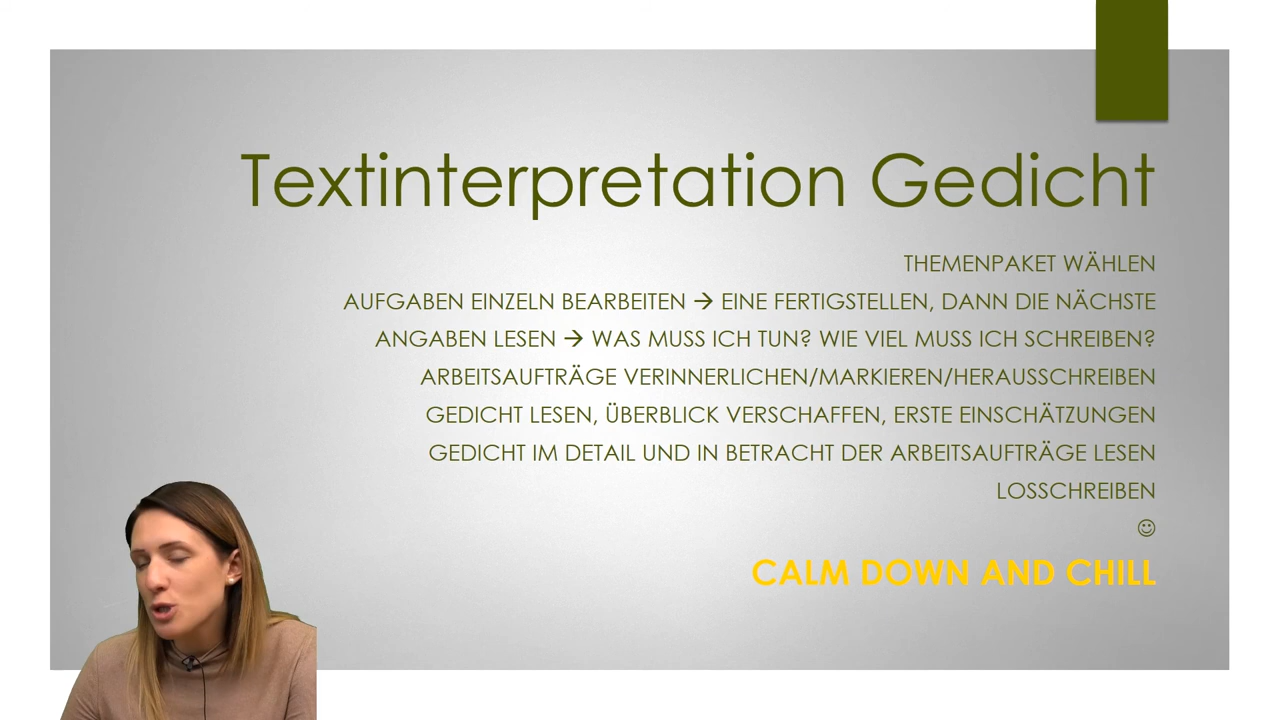 Textinterpretation Gedicht
THEMENPAKET WÄHLEN
AUFGABEN EINZELN BEARBEITEN → EINE FERTIGSTELLEN, DANN DIE NÄCHSTE
ANGABEN LESEN → WAS MUSS ICH TUN? WIE VIEL MUSS ICH SCHREIBEN?
ARBEITSAUFTRÄGE VERINNERLICHEN/MARKIEREN/HERAUSSCHREIBEN
GEDICHT LESEN, ÜBERBLICK VERSCHAFFEN, ERSTE EINSCHÄTZUNGEN
GEDICHT IM DETAIL UND IN BETRACHT DER ARBEITSAUFTRÄGE LESEN
LOSSCHREIBEN
☺
CALM DOWN AND CHILL